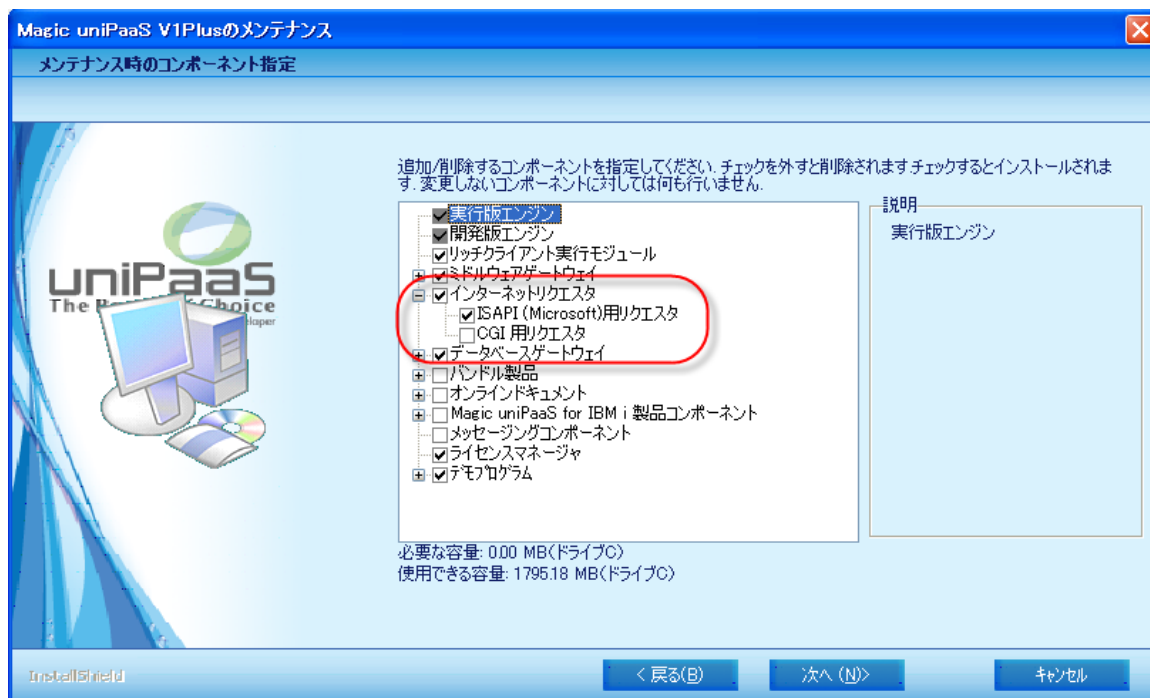 Magic uniPaaS V1Plusのメンテナンス
メンテナンス時のコンポーネント指定
追加/削除するコンポーネントを指定してください. チェックを外すと削除されます.チェックするとインストールされま
す. 変更しないコンポーネントに対しては何も行いません.
実行版エンジン
開発版エンジン
リッチクライアント実行モジュール
ミドルウェアゲートウェイ
インターネットリクエスタ
ISAPI (Microsoft)用リクエスタ
CGI 用リクエスタ
データベースゲートウェイ
バンドル製品
オンラインドキュメント
Magic uniPaaS for IBM i 製品コンポーネント
メッセージングコンポーネント
ライセンスマネージャ
デモプログラム
説明
実行版エンジン
uniPaaS
The
Choice
必要な容量: 0.00 MB(ドライブC)
使用できる容量: 1795.18 MB(ドライブC)
InstallShield
< 戻る(B)
次へ (N)>
キャンセル